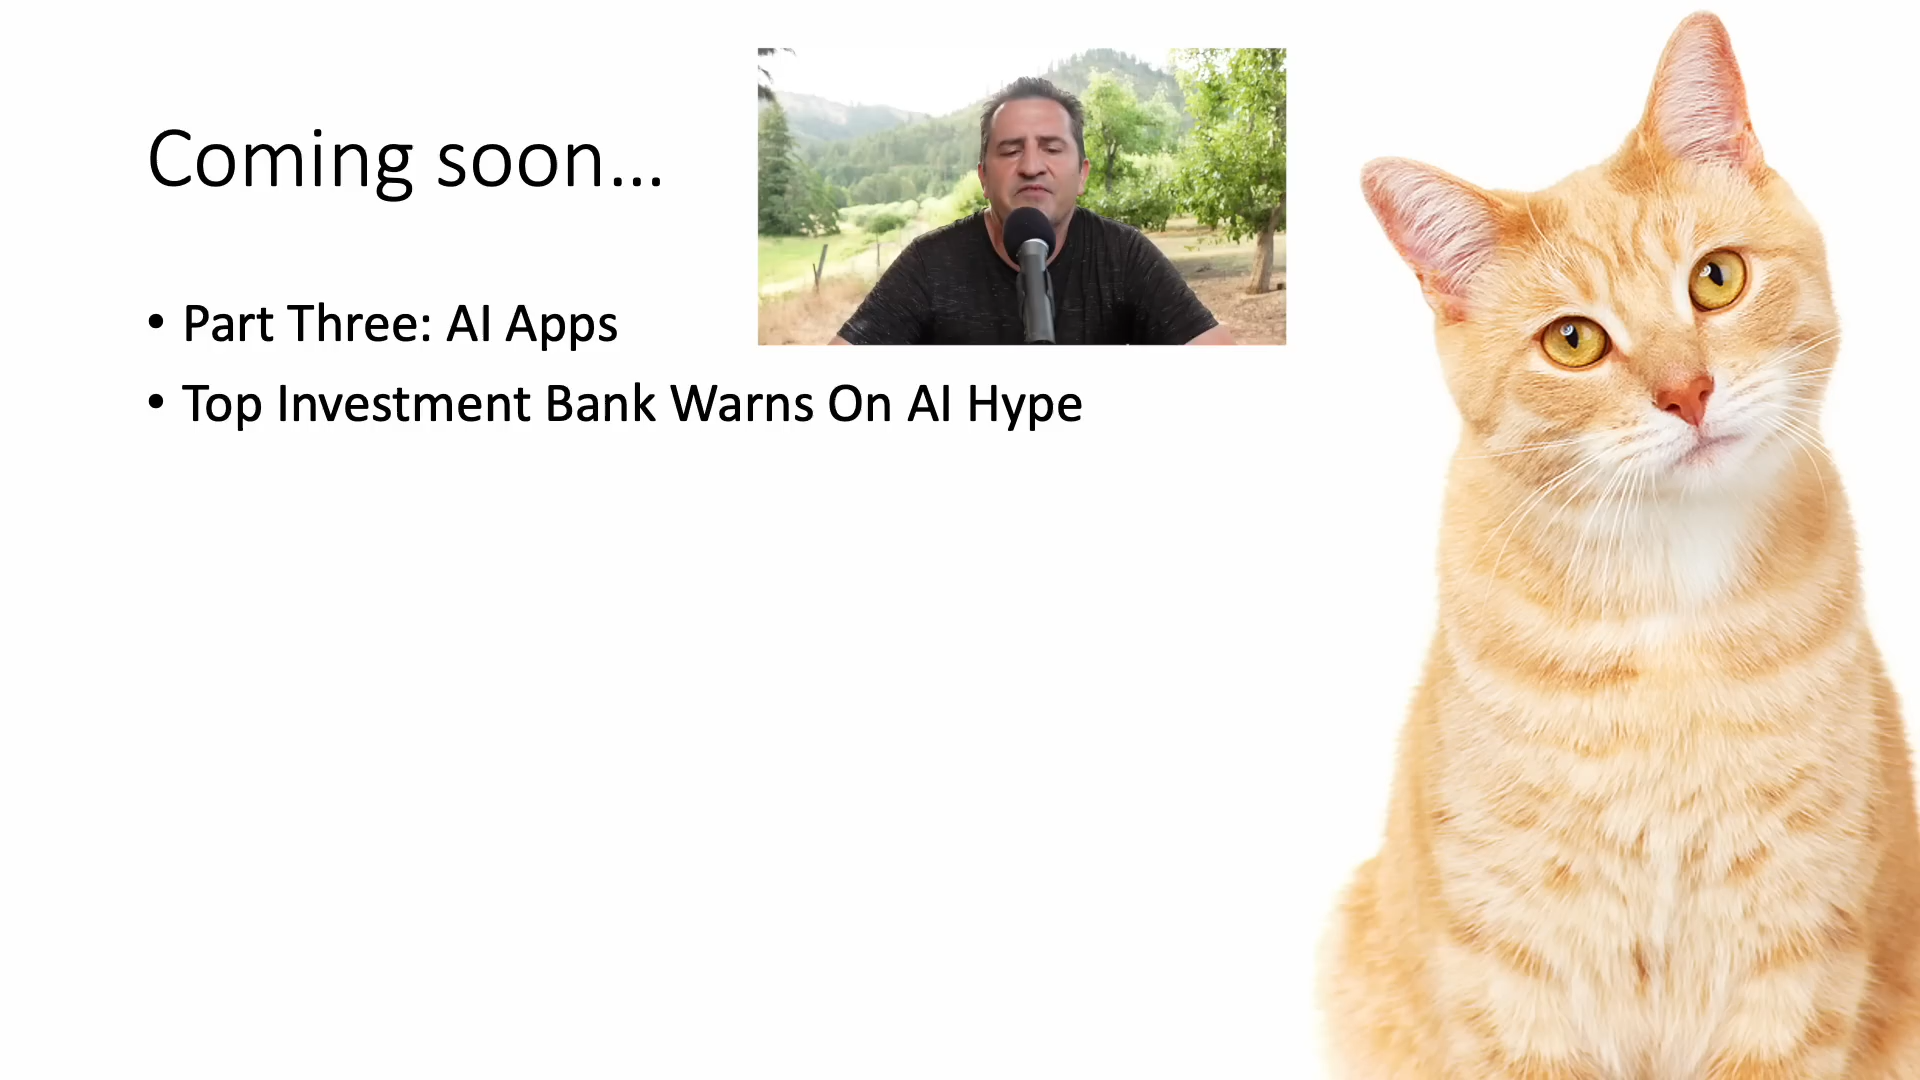 Coming soon...
• Part Three: AI Apps
• Top Investment Bank Warns On AI Hype